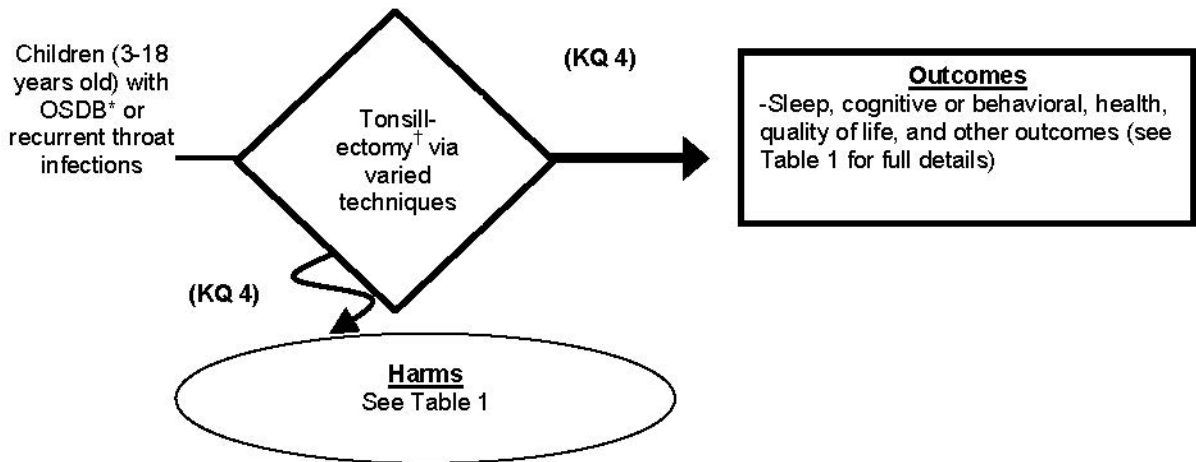 Children (3-18
years old) with
OSDB* or
recurrent throat
infections
Tonsill-
ectomy† via
varied
techniques
(KQ 4)
Outcomes
-Sleep, cognitive or behavioral, health,
quality of life, and other outcomes (see
Table 1 for full details)
(KQ 4)
Harms
See Table 1